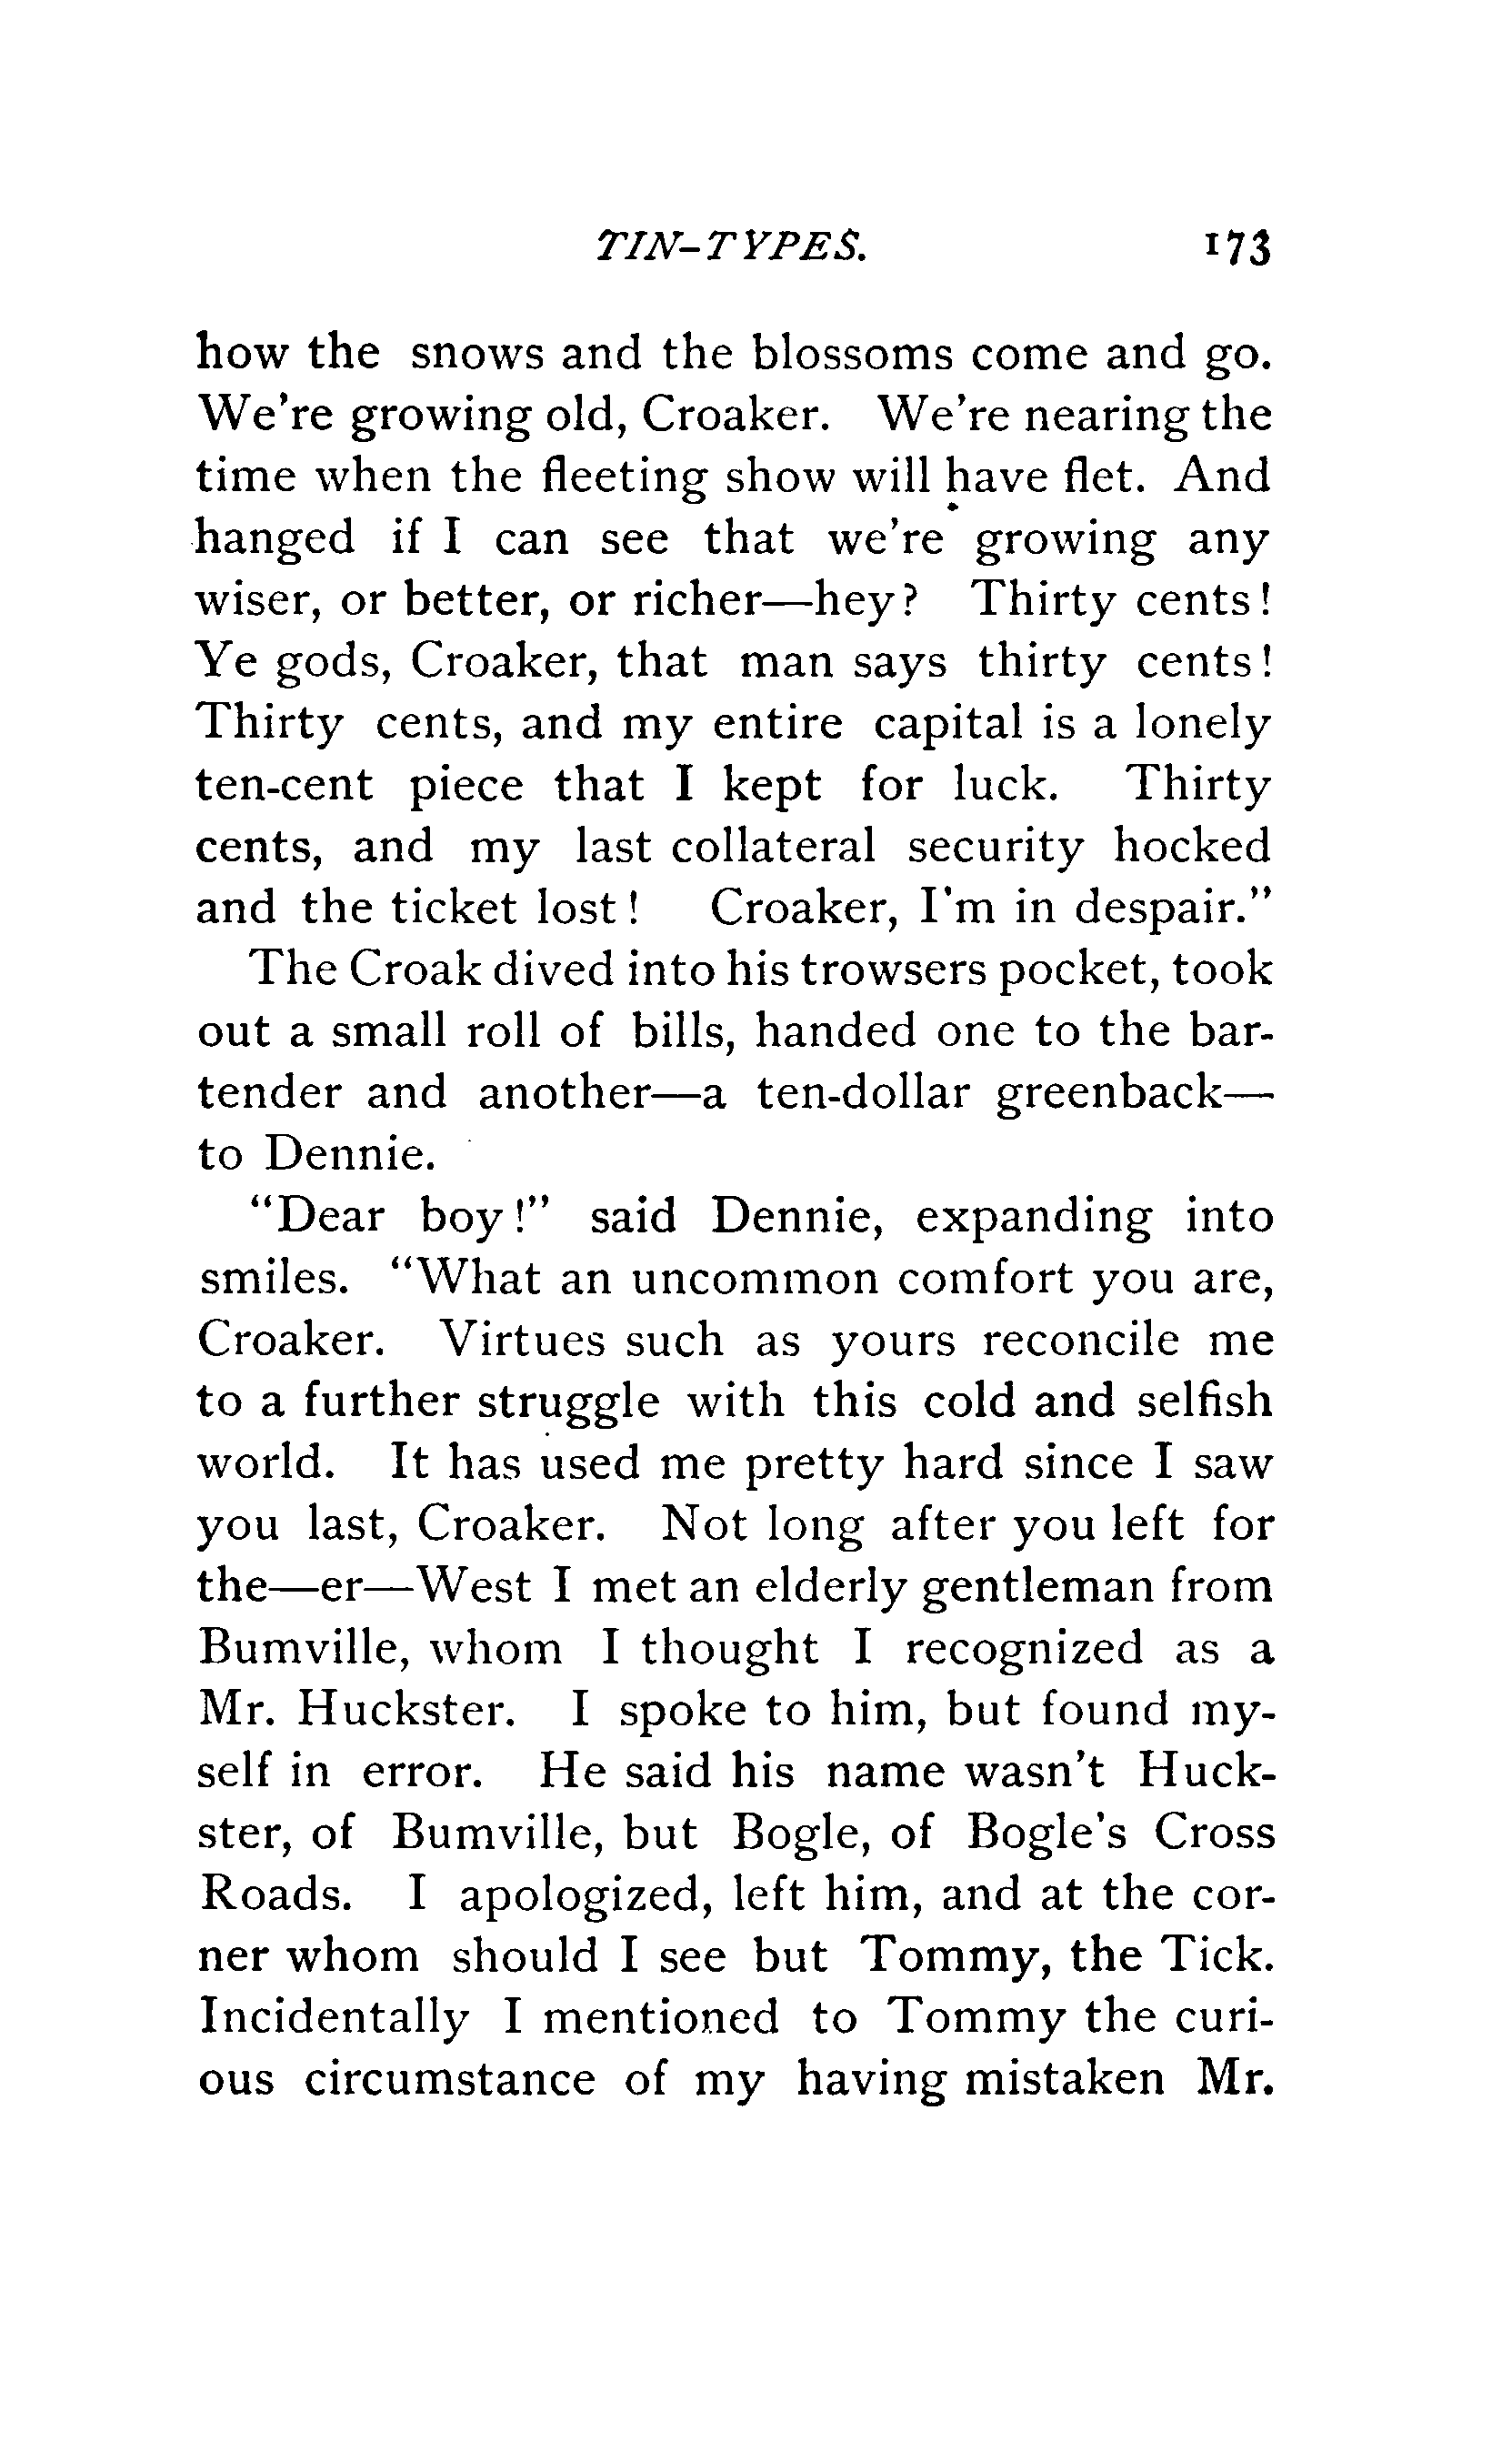 TIN-TYPES. 173
how the snows and the blossoms come and go.
We're growing old, Croaker. We're nearing the
time when the fleeting show will have flet. And
hanged if I can see that we're growing any
wiser, or better, or richer—hey? Thirty cents!
Ye gods, Croaker, that man says thirty cents!
Thirty cents, and my entire capital is a lonely
ten-cent piece that I kept for luck. Thirty
cents, and my last collateral security hocked
and the ticket lost! Croaker, I'm in despair."
The Croak dived into his trowsers pocket, took
out a small roll of bills, handed one to the bar-
tender and another—a ten-dollar greenback—
to Dennie.
"Dear boy!" said Dennie, expanding into
smiles. "What an uncommon comfort you are,
Croaker. Virtues such as yours reconcile me
to a further struggle with this cold and selfish
world. It has used me pretty hard since I saw
you last, Croaker. Not long after you left for
the—er—West I met an elderly gentleman from
Bumville, whom I thought I recognized as a
Mr. Huckster. I spoke to him, but found my-
self in error. He said his name wasn't Huck-
ster, of Bumville, but Bogle, of Bogle's Cross
Roads. I apologized, left him, and at the cor-
ner whom should I see but Tommy, the Tick.
Incidentally I mentioned to Tommy the curi-
ous circumstance of my having mistaken Mr.